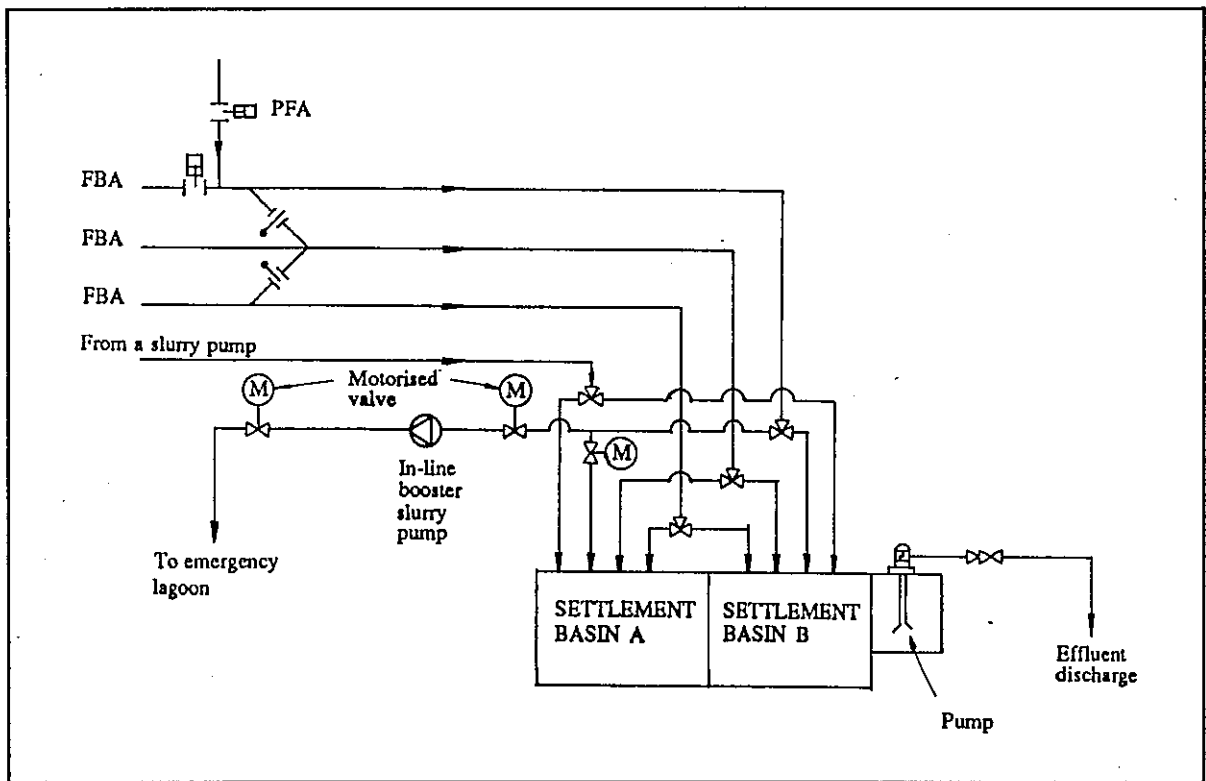 PFA
FBA
FBA
FBA
From a slurry pump
Motorised
valve
M
M
M
In-line
booster
slurry
pump
To emergency
lagoon
SETTLEMENT
BASIN A
SETTLEMENT
BASIN B
Effluent
discharge
Pump